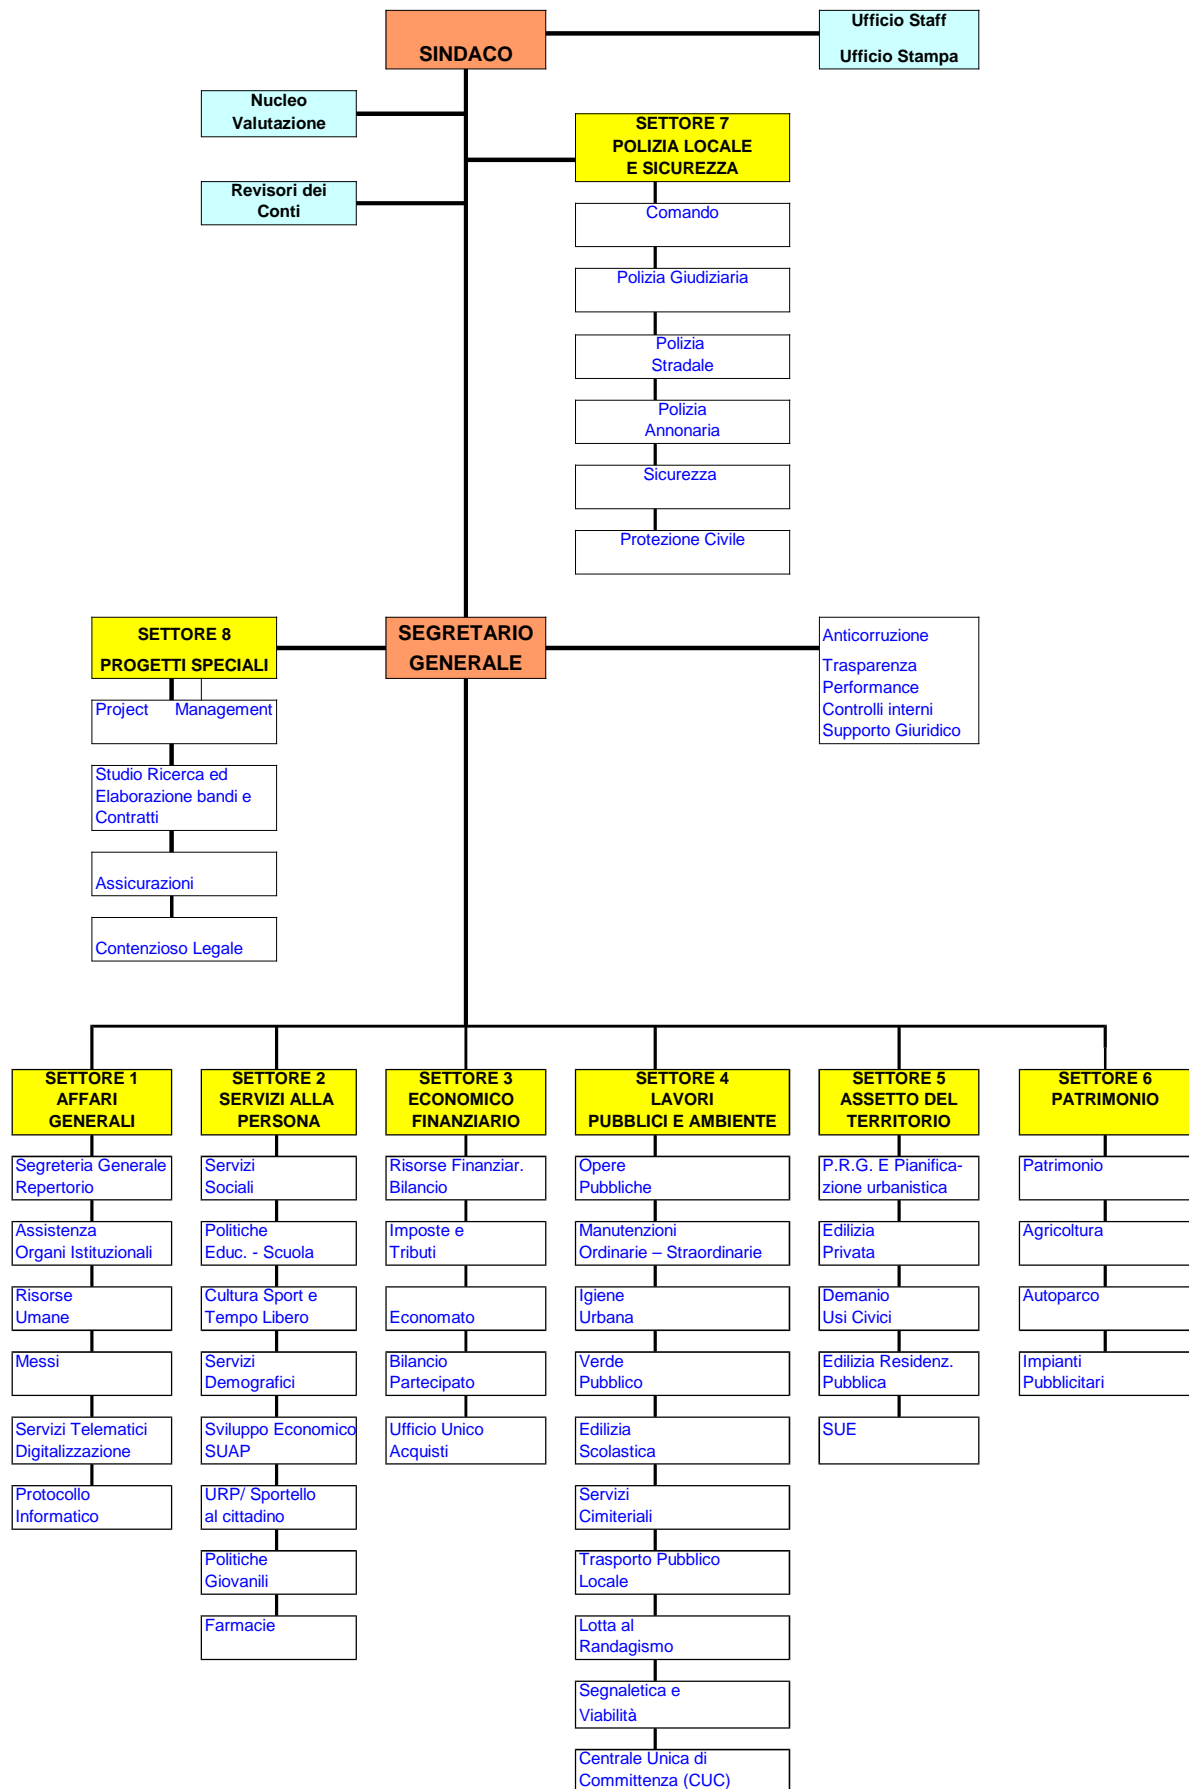 SINDACO
Ufficio Staff
Ufficio Stampa
Nucleo
Valutazione
SETTORE 7
POLIZIA LOCALE
E SICUREZZA
Revisori dei
Conti
Comando
Polizia Giudiziaria
Polizia
Stradale
Polizia
Annonaria
Sicurezza
Protezione Civile
SETTORE 8
PROGETTI SPECIALI
SEGRETARIO
GENERALE
Anticorruzione
Trasparenza
Performance
Controlli interni
Supporto Giuridico
Project Management
Studio Ricerca ed
Elaborazione bandi e
Contratti
Assicurazioni
Contenzioso Legale
SETTORE 1
AFFARI
GENERALI
Segreteria Generale
Repertorio
Assistenza
Organi Istituzionali
Risorse
Umane
Messi
Servizi Telematici
Digitalizzazione
Protocollo
Informatico
SETTORE 2
SERVIZI ALLA
PERSONA
Servizi
Sociali
Politiche
Educ. - Scuola
Cultura Sport e
Tempo Libero
Servizi
Demografici
Sviluppo Economico
SUAP
URP/ Sportello
al cittadino
Politiche
Giovanili
Farmacie
SETTORE 3
ECONOMICO
FINANZIARIO
Risorse Finanziar.
Bilancio
Imposte e
Tributi
Economato
Bilancio
Partecipato
Ufficio Unico
Acquisti
SETTORE 4
LAVORI
PUBBLICI E AMBIENTE
Opere
Pubbliche
Manutenzioni
Ordinarie – Straordinarie
Igiene
Urbana
Verde
Pubblico
Edilizia
Scolastica
Servizi
Cimiteriali
Trasporto Pubblico
Locale
Lotta al
Randagismo
Segnaletica e
Viabilità
Centrale Unica di
Committenza (CUC)
SETTORE 5
ASSETTO DEL
TERRITORIO
P.R.G. E Pianifica-
zione urbanistica
Edilizia
Privata
Demanio
Usi Civici
Edilizia Residenz.
Pubblica
SUE
SETTORE 6
PATRIMONIO
Patrimonio
Agricoltura
Autoparco
Impianti
Pubblicitari